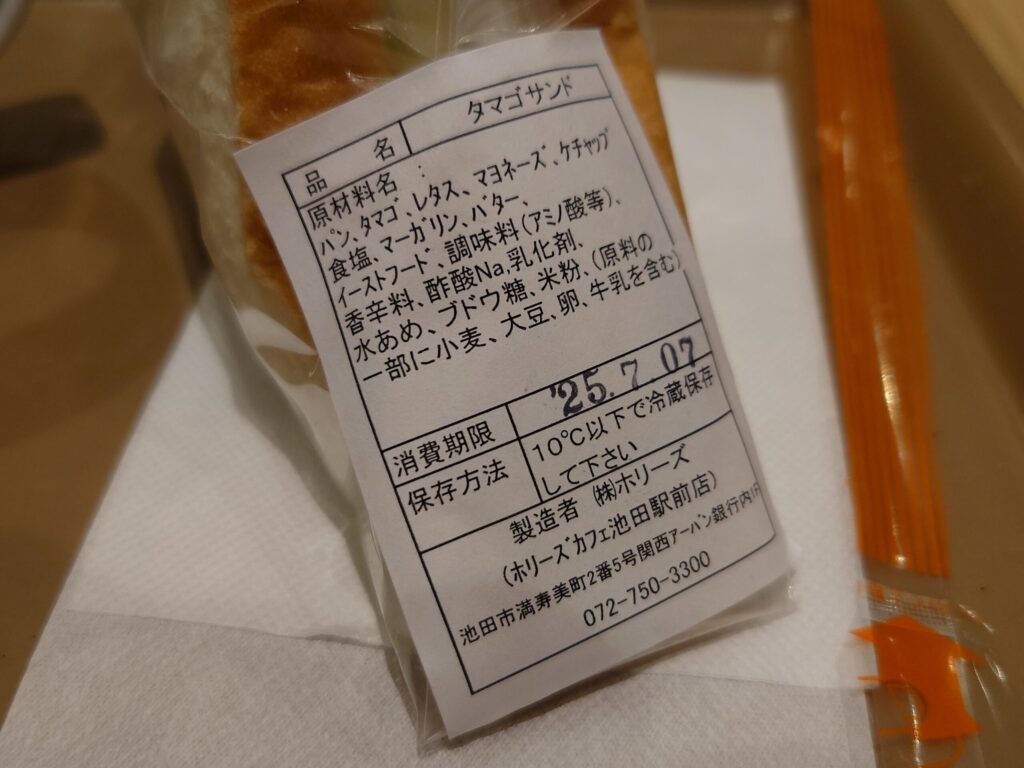 品名 タマゴサンド
原材料名:
パン、タマゴ、レタス、マヨネーズ、ケチャップ
食塩、マーガリン、バター、
イーストフード、調味料(アミノ酸等)、
香辛料、酢酸Na,乳化剤、
水あめ、ブドウ糖、米粉、(原料の
一部に小麦、大豆、卵、牛乳を含む)
消費期限 '25.7.07
保存方法 10℃以下で冷蔵保存
して下さい
製造者 ㈱ホリーズ
(ホリーズカフェ池田駅前店)
池田市満寿美町2番5号関西アーバン銀行内1F
072-750-3300